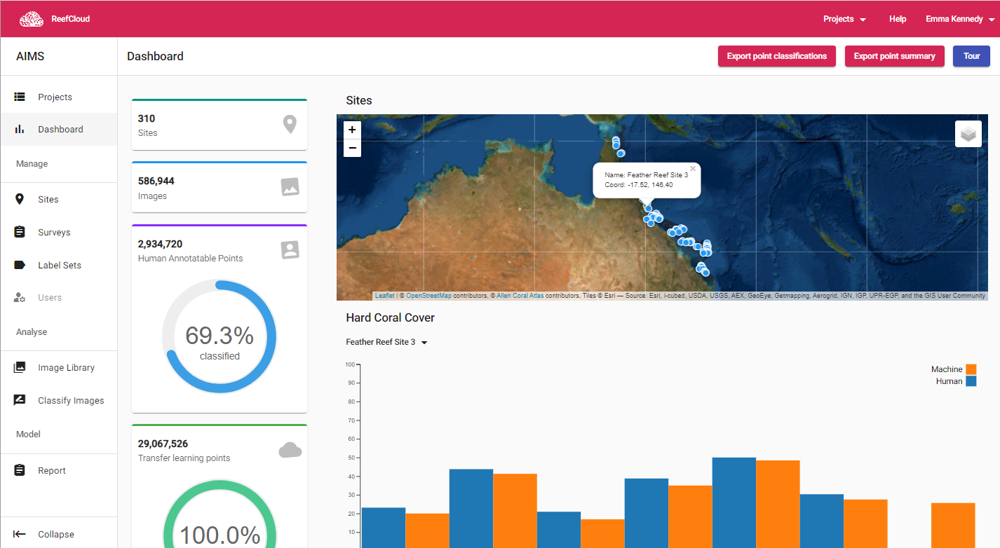 ReefCloud
Projects
Help
Emma Kennedy
AIMS
Dashboard
Export point classifications
Export point summary
Tour
Projects
Dashboard
Manage
Sites
Surveys
Label Sets
Users
Analyse
Image Library
Classify Images
Model
Report
Collapse
310
Sites
586,944
Images
2,934,720
Human Annotatable Points
69.3%
classified
29,067,526
Transfer learning points
100.0%
Sites
+
−
Name: Feather Reef Site 3 ×
Coord: -17.52, 146.40
Leaflet | © OpenStreetMap contributors, © Allen Coral Atlas contributors, Tiles © Esri — Source: Esri, i-cubed, USDA, USGS, AEX, GeoEye, Getmapping, Aerogrid, IGN, IGP, UPR-EGP, and the GIS User Community
Hard Coral Cover
Feather Reef Site 3
Machine
Human
100
90
80
70
60
50
40
30
20
10